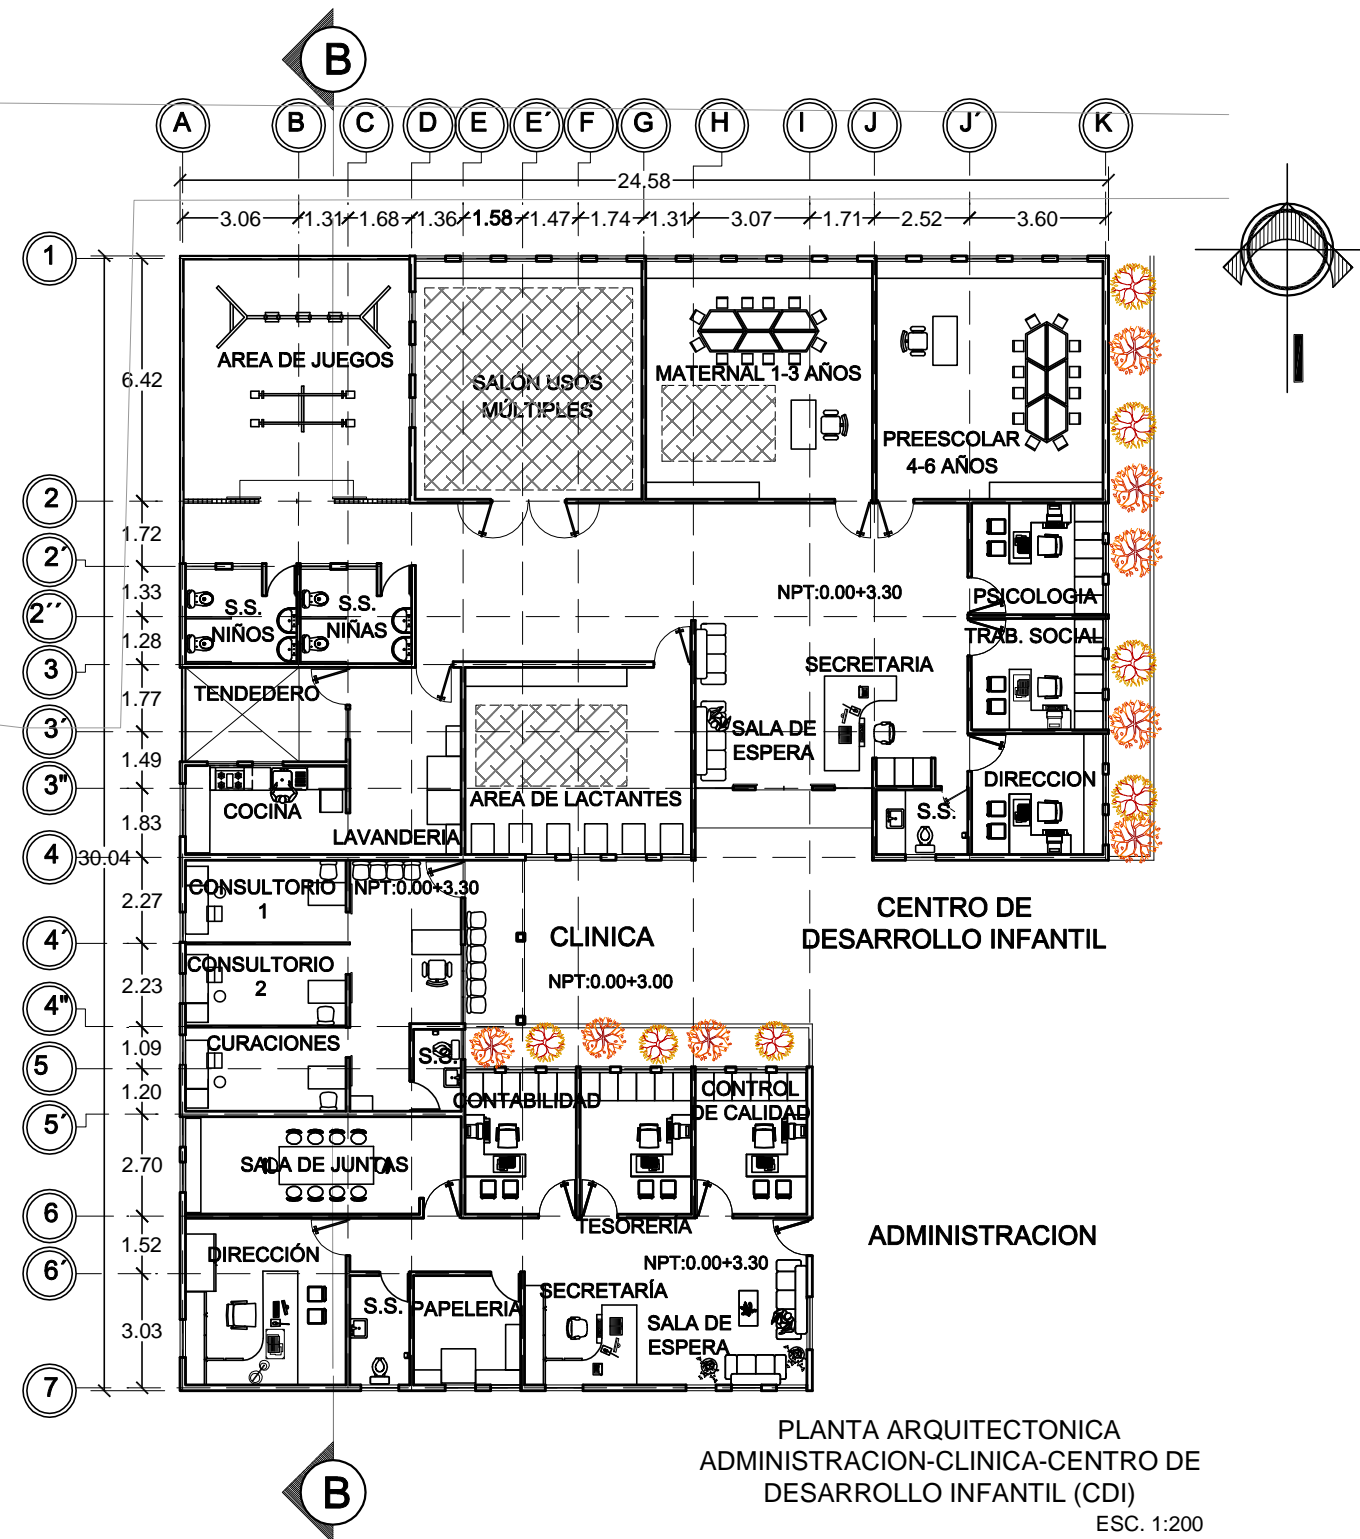 B
A B C D E E´ F G H I J J´ K
24.58
3.06 1.31 1.68 1.36 1.58 1.47 1.74 1.31 3.07 1.71 2.52 3.60
1
AREA DE JUEGOS
SALÓN USOS
MÚLTIPLES
MATERNAL 1-3 AÑOS
6.42
PREESCOLAR
4-6 AÑOS
2
1.72
2´
1.33
NPT:0.00+3.30
PSICOLOGIA
2´´
S.S.
NIÑOS
S.S.
NIÑAS
1.28
TRAB. SOCIAL
3
SECRETARIA
TENDEDERO
1.77
3´
SALA DE
ESPERA
1.49
DIRECCION
3"
COCINA
AREA DE LACTANTES
S.S.
1.83
LAVANDERIA
4
30.04
CONSULTORIO
1
NPT:0.00+3.30
2.27
CENTRO DE
DESARROLLO INFANTIL
4´
CLINICA
CONSULTORIO
2
NPT:0.00+3.00
2.23
4"
CURACIONES
1.09
S.S.
5
1.20
CONTABILIDAD
CONTROL
DE CALIDAD
5´
SALA DE JUNTAS
2.70
6
TESORERIA
ADMINISTRACION
1.52
DIRECCIÓN
NPT:0.00+3.30
6´
SECRETARÍA
S.S.
PAPELERIA
SALA DE
ESPERA
3.03
7
PLANTA ARQUITECTONICA
ADMINISTRACION-CLINICA-CENTRO DE
DESARROLLO INFANTIL (CDI)
ESC. 1:200
B